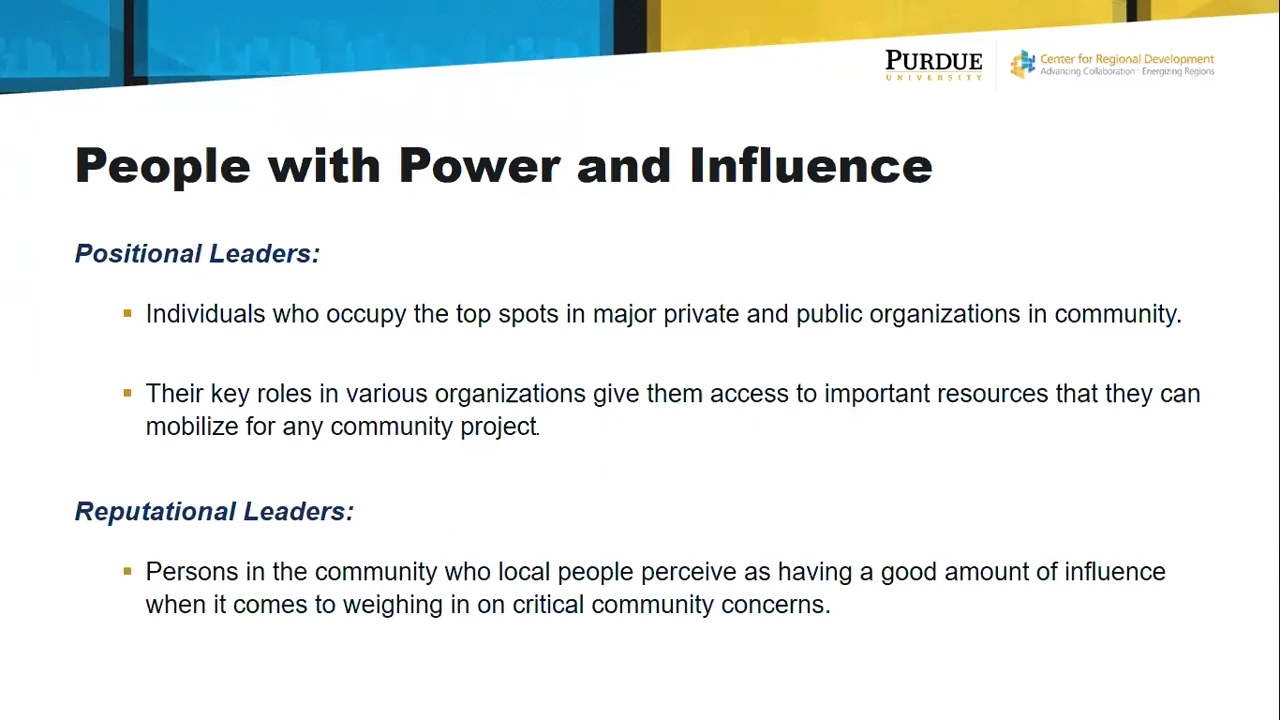 PURDUE
UNIVERSITY
Center for Regional Development
Advancing Collaboration : Energizing Regions
People with Power and Influence
Positional Leaders:
▪ Individuals who occupy the top spots in major private and public organizations in community.
▪ Their key roles in various organizations give them access to important resources that they can
mobilize for any community project.
Reputational Leaders:
▪ Persons in the community who local people perceive as having a good amount of influence
when it comes to weighing in on critical community concerns.